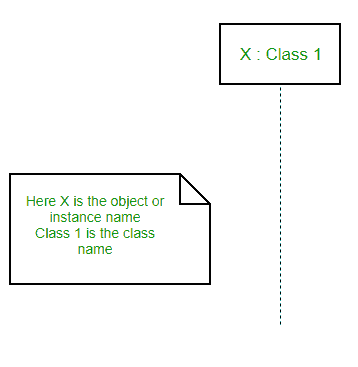 X : Class 1
Here X is the object or
instance name
Class 1 is the class
name